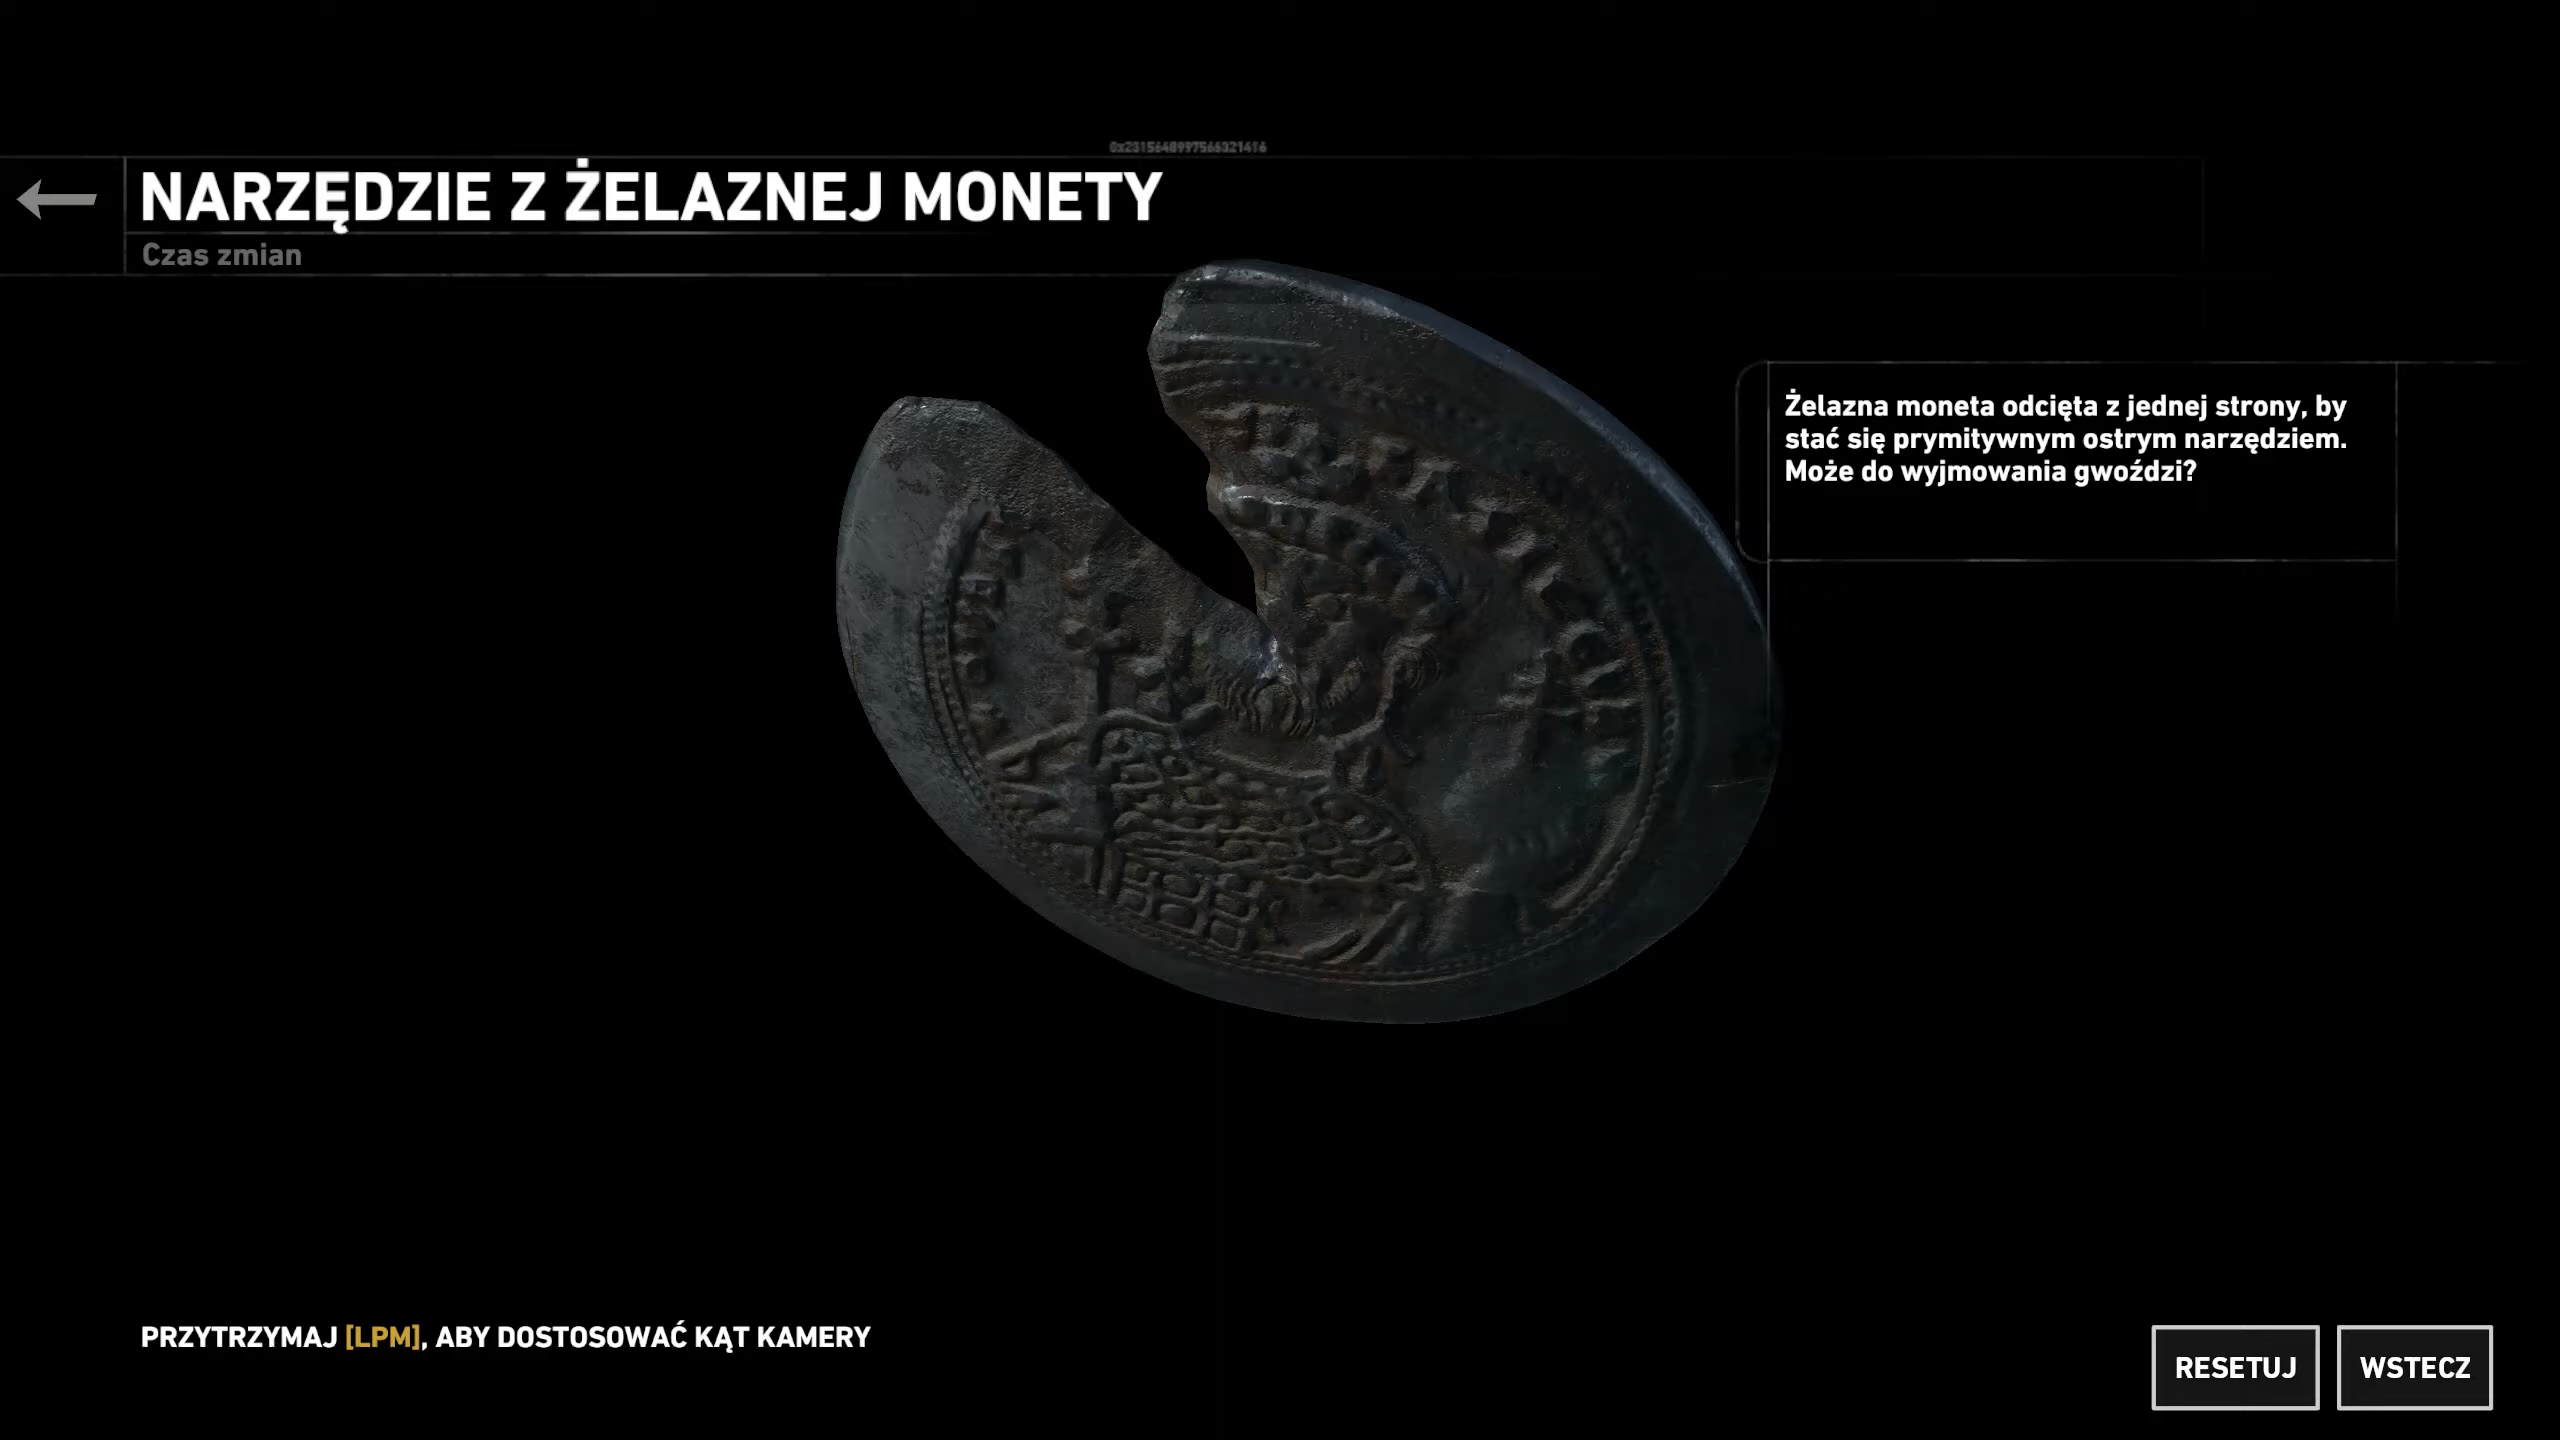 0x2315648997566321416
NARZĘDZIE Z ŻELAZNEJ MONETY
Czas zmian
Żelazna moneta odcięta z jednej strony, by
stać się prymitywnym ostrym narzędziem.
Może do wyjmowania gwoździ?
PRZYTRZYMAJ [LPM], ABY DOSTOSOWAĆ KĄT KAMERY
RESETUJ
WSTECZ